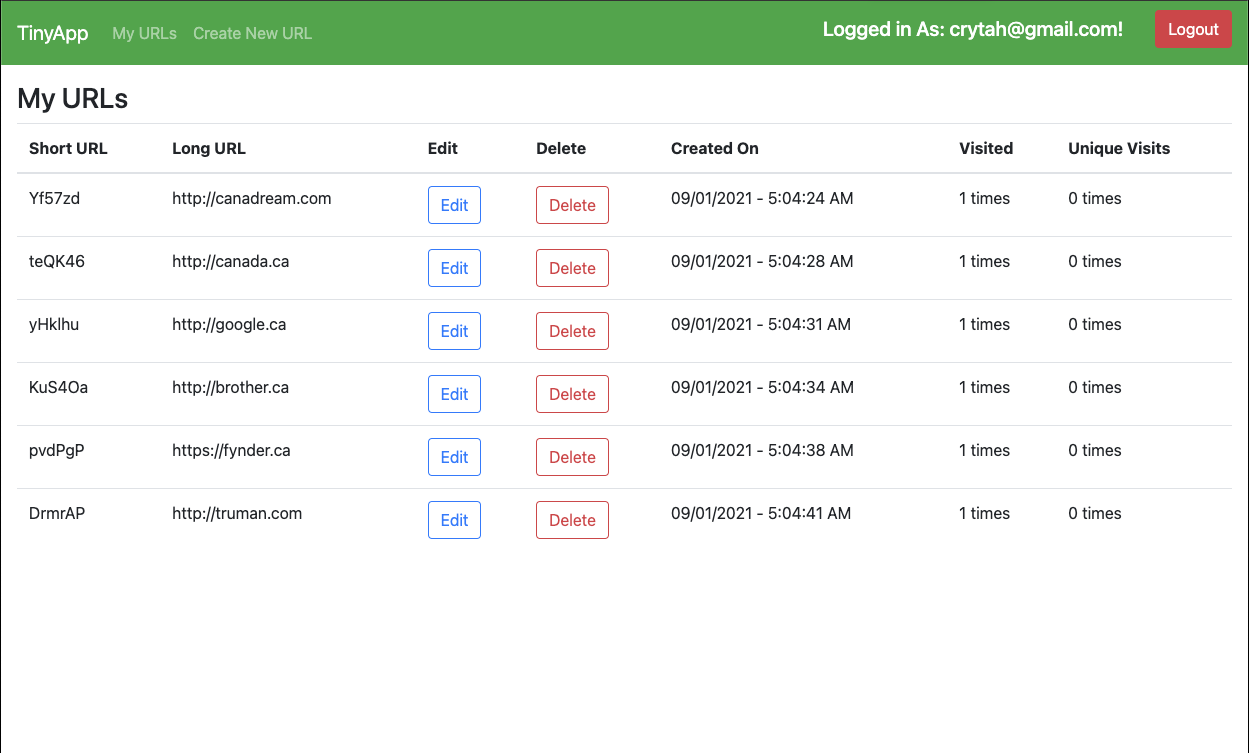 TinyApp My URLs Create New URL Logged in As: crytah@gmail.com! Logout
My URLs
Short URL Long URL Edit Delete Created On Visited Unique Visits
Yf57zd http://canadream.com Edit Delete 09/01/2021 - 5:04:24 AM 1 times 0 times
teQK46 http://canada.ca Edit Delete 09/01/2021 - 5:04:28 AM 1 times 0 times
yHklhu http://google.ca Edit Delete 09/01/2021 - 5:04:31 AM 1 times 0 times
KuS4Oa http://brother.ca Edit Delete 09/01/2021 - 5:04:34 AM 1 times 0 times
pvdPgP https://fynder.ca Edit Delete 09/01/2021 - 5:04:38 AM 1 times 0 times
DrmrAP http://truman.com Edit Delete 09/01/2021 - 5:04:41 AM 1 times 0 times